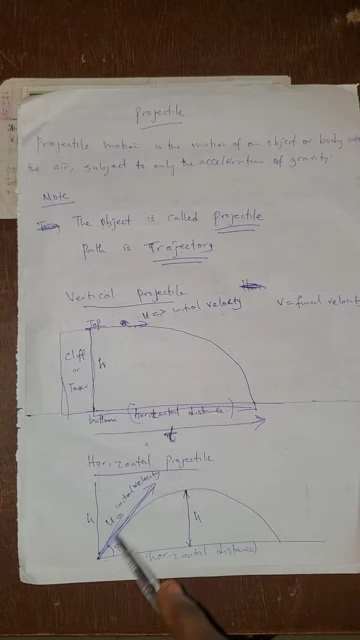 Projectile
Projectile motion is the motion of an object or body into
the air, subject to only the acceleration of gravity.
Note
The object is called projectile
path is Trajectory
Vertical Projectile
u => initial velocity
v = final velocity
Top
Cliff
or
Tower
h
bottom (horizontal distance)
Horizontal Projectile
u = initial velocity
h
h
(horizontal distance)